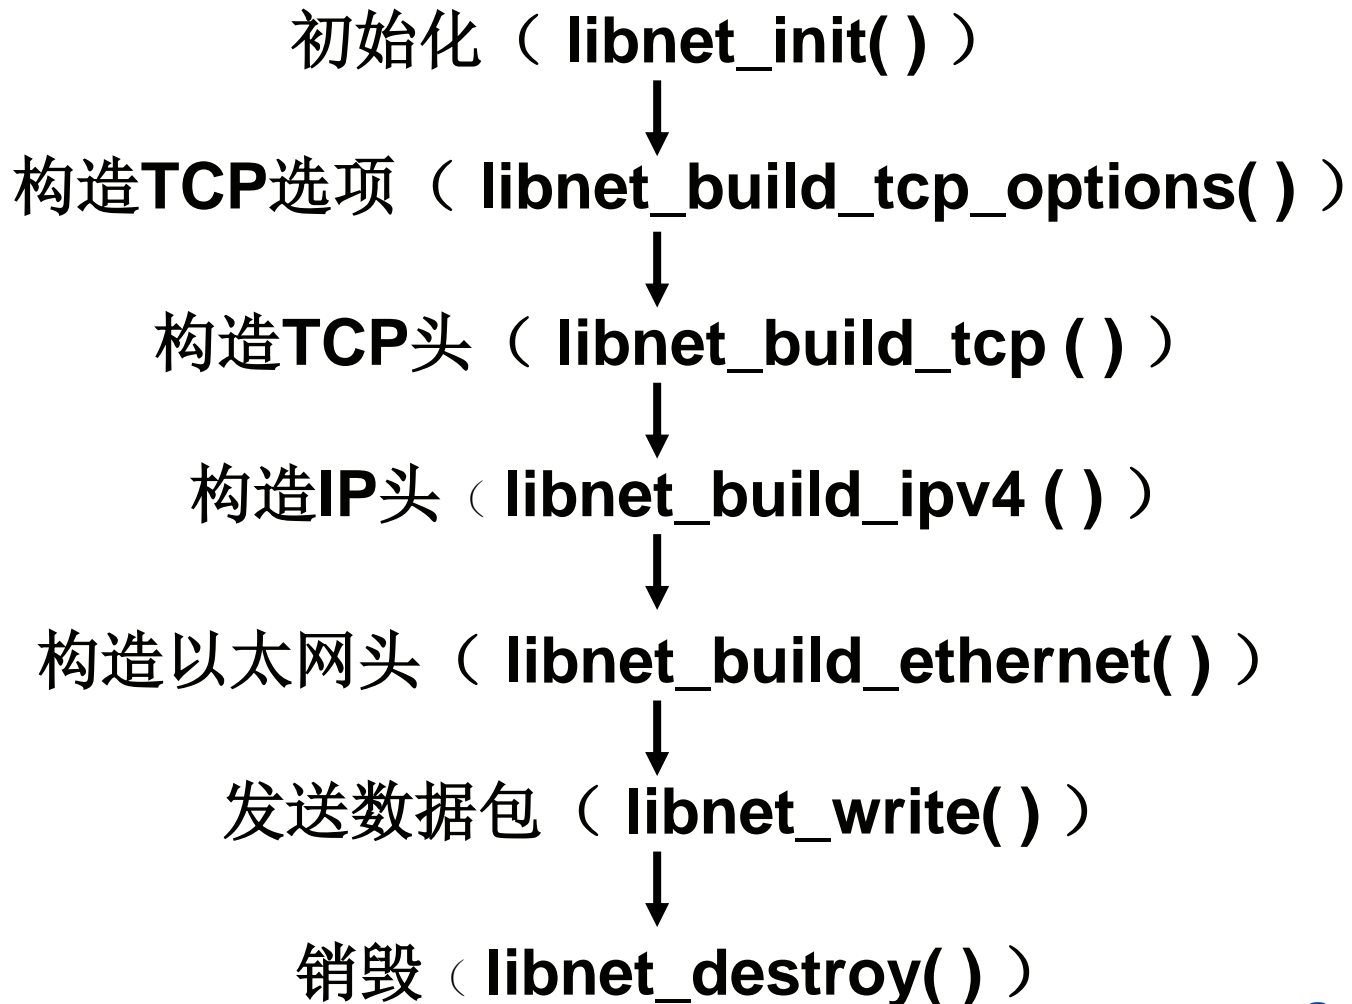 初始化（ libnet_init( ) ）
构造TCP选项（ libnet_build_tcp_options( ) ）
构造TCP头（ libnet_build_tcp ( ) ）
构造IP头（ libnet_build_ipv4 ( ) ）
构造以太网头（ libnet_build_ethernet( ) ）
发送数据包（ libnet_write( ) ）
销毁（ libnet_destroy( ) ）